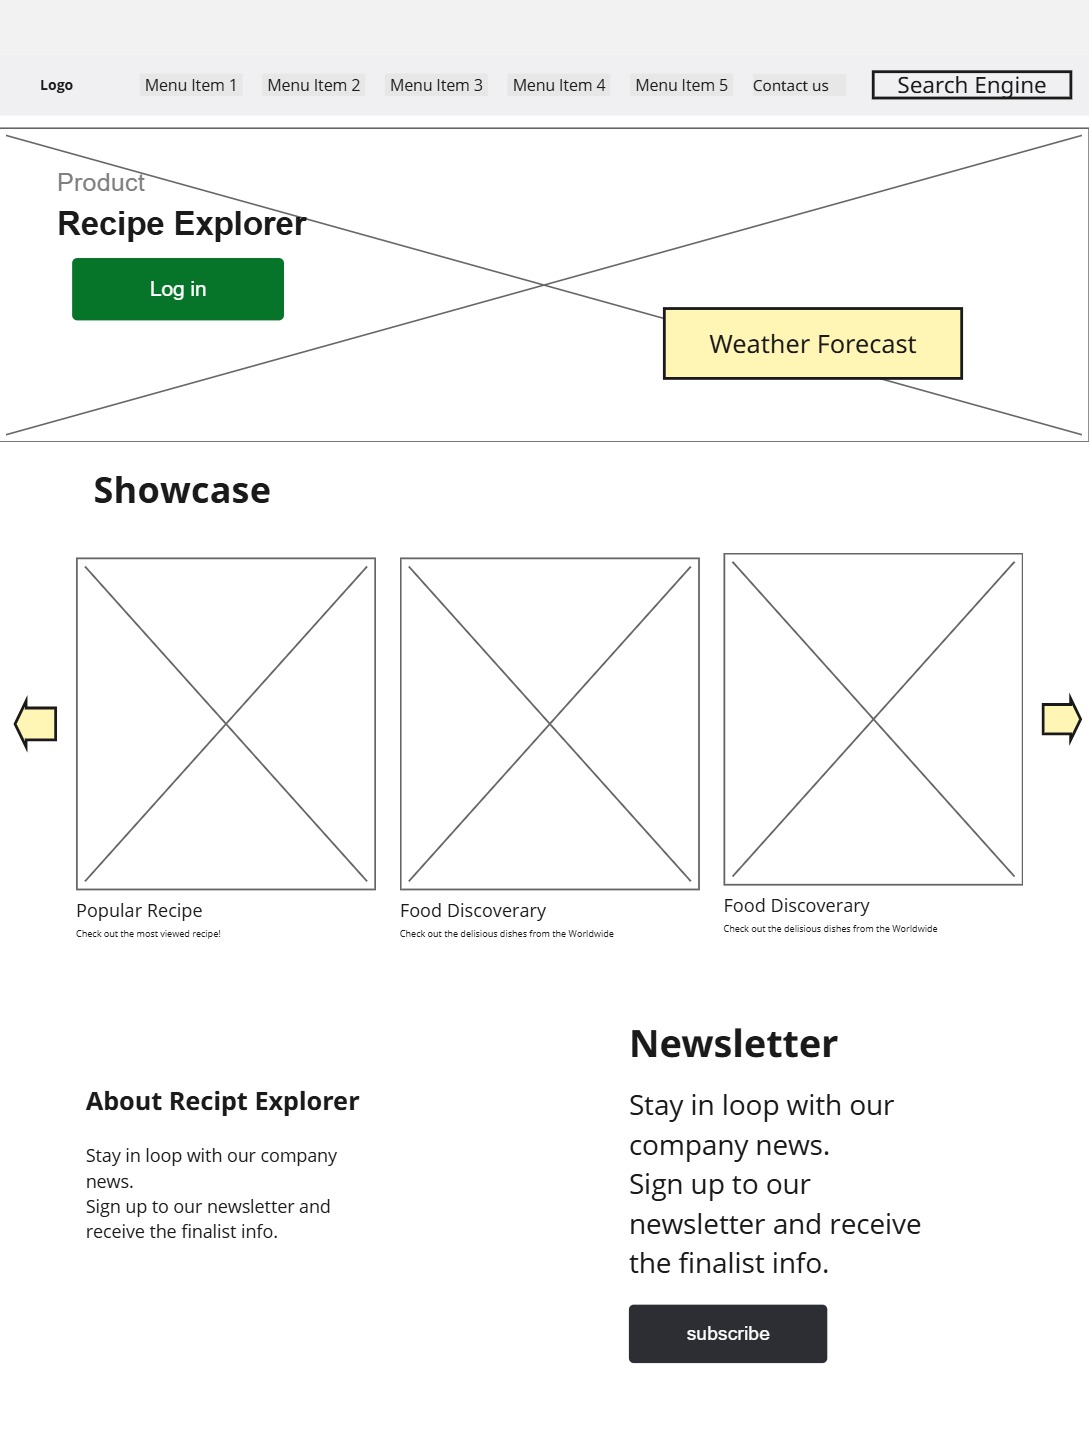 Logo
Menu Item 1
Menu Item 2
Menu Item 3
Menu Item 4
Menu Item 5
Contact us
Search Engine
Product
Recipe Explorer
Log in
Weather Forecast
Showcase
Popular Recipe
Check out the most viewed recipe!
Food Discoverary
Check out the delisious dishes from the Worldwide
Food Discoverary
Check out the delisious dishes from the Worldwide
About Recipt Explorer
Stay in loop with our company
news.
Sign up to our newsletter and
receive the finalist info.
Newsletter
Stay in loop with our
company news.
Sign up to our
newsletter and receive
the finalist info.
subscribe